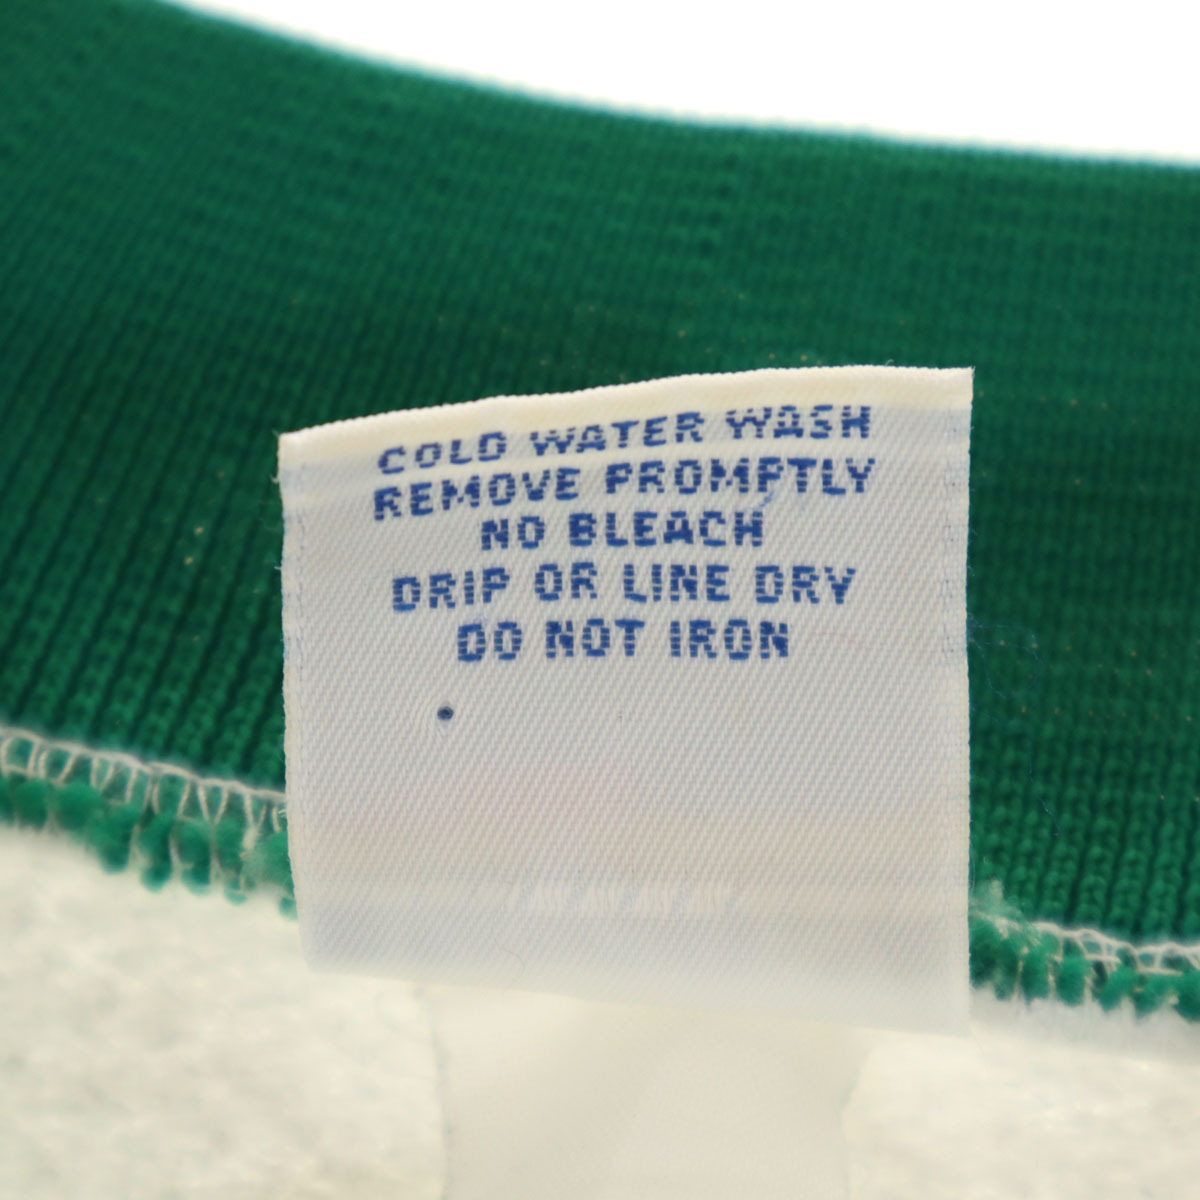 COLD WATER WASH
REMOVE PROMPTLY
NO BLEACH
DRIP OR LINE DRY
DO NOT IRON